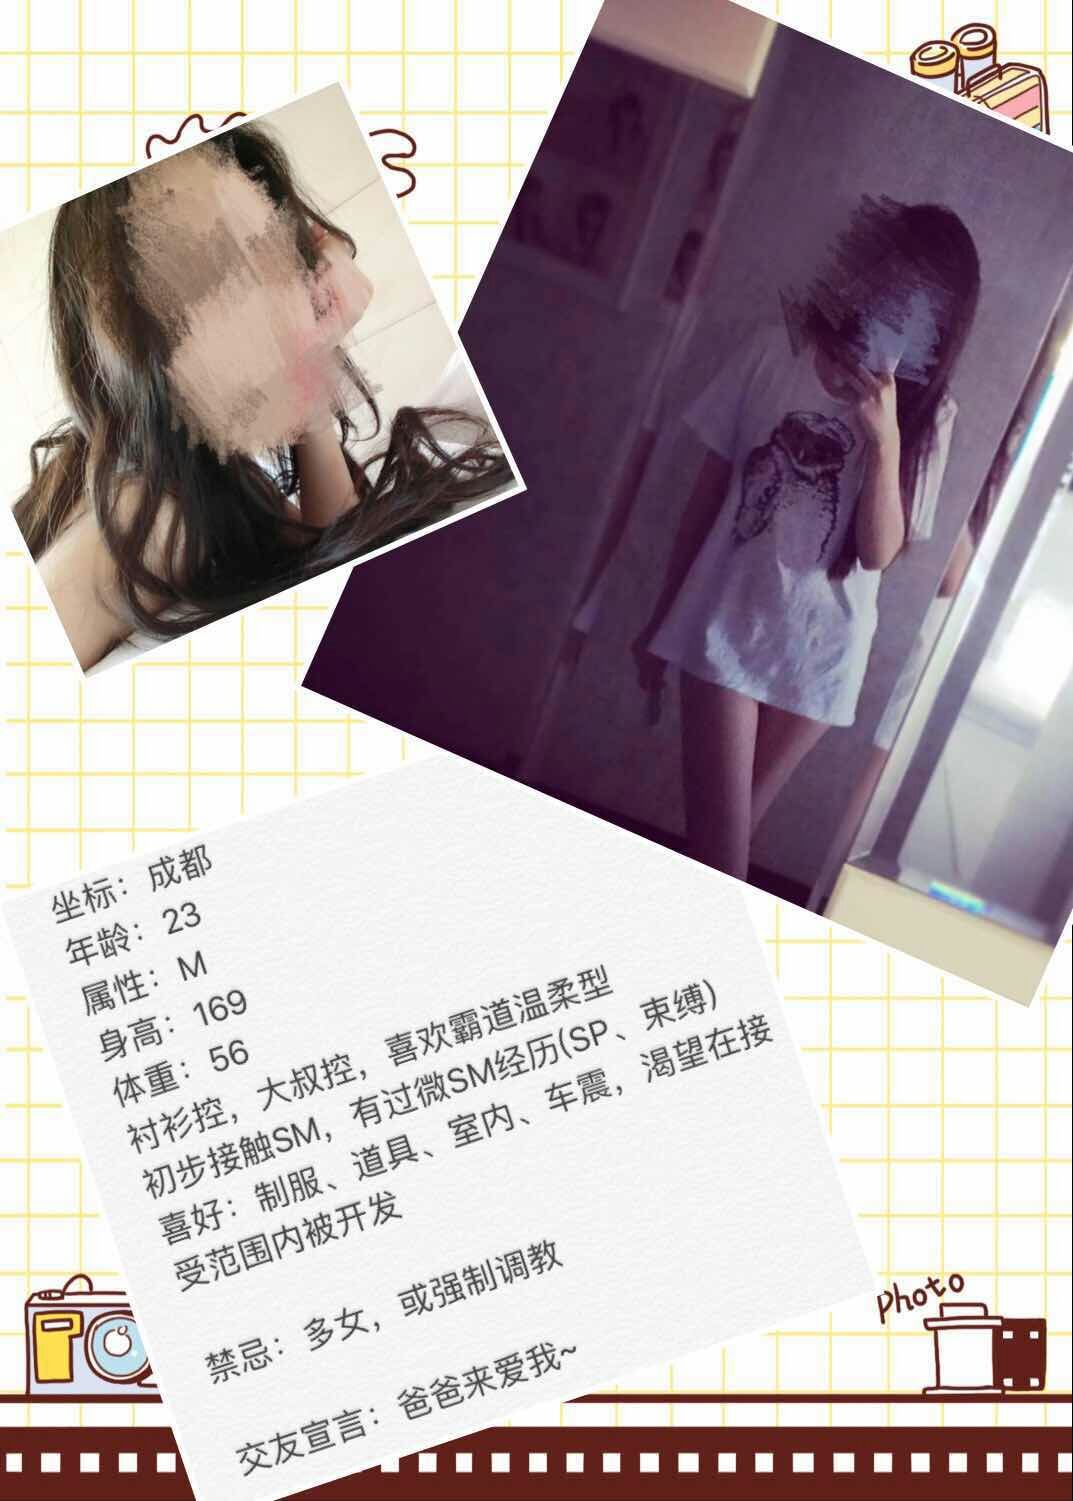 photo
坐标：成都
年龄：23
属性：M
身高：169
体重：56
衬衫控，大叔控，喜欢霸道温柔型
初步接触SM，有过微SM经历(SP、束缚)
喜好：制服、道具、室内、车震，渴望在接
受范围内被开发
禁忌：多女，或强制调教
交友宣言：爸爸来爱我~